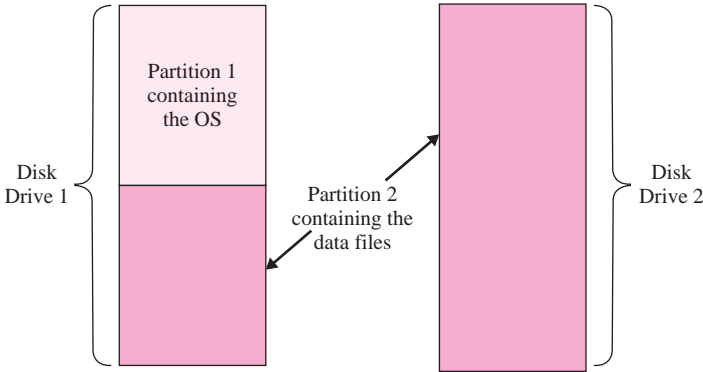 Partition 1
containing
the OS
Disk
Drive 1
Partition 2
containing the
data files
Disk
Drive 2